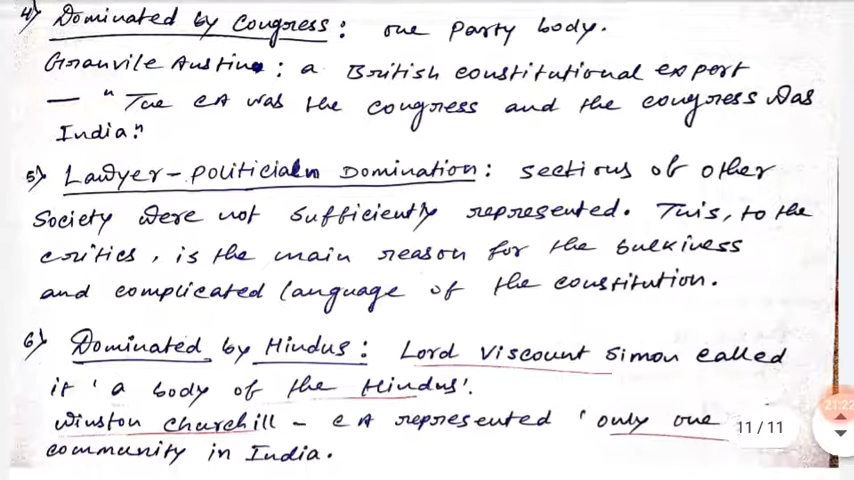 4) Dominated by Congress: one party body.
Granvile Austin: a British constitutional expert
— "The CA was the Congress and the Congress was
India."
5) Lawyer-Politician Domination: Sections of other
Society were not sufficiently represented. This, to the
critics, is the main reason for the bulkiness
and complicated language of the constitution.
6) Dominated by Hindus: Lord Viscount Simon called
it 'a body of the Hindus'.
Winston Churchill – CA represented 'only one
community in India.
11/11
21:22